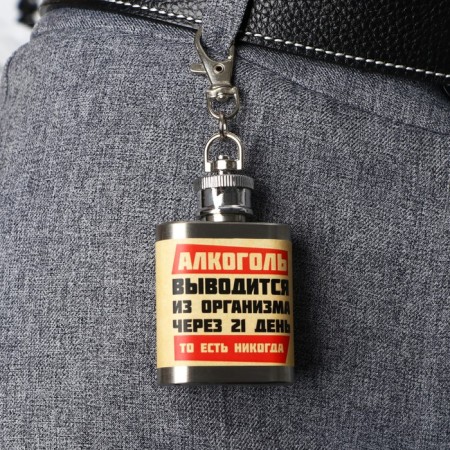 АЛКОГОЛЬ
ВЫВОДИТСЯ
ИЗ ОРГАНИЗМА
ЧЕРЕЗ 21 ДЕНЬ
ТО ЕСТЬ НИКОГДА